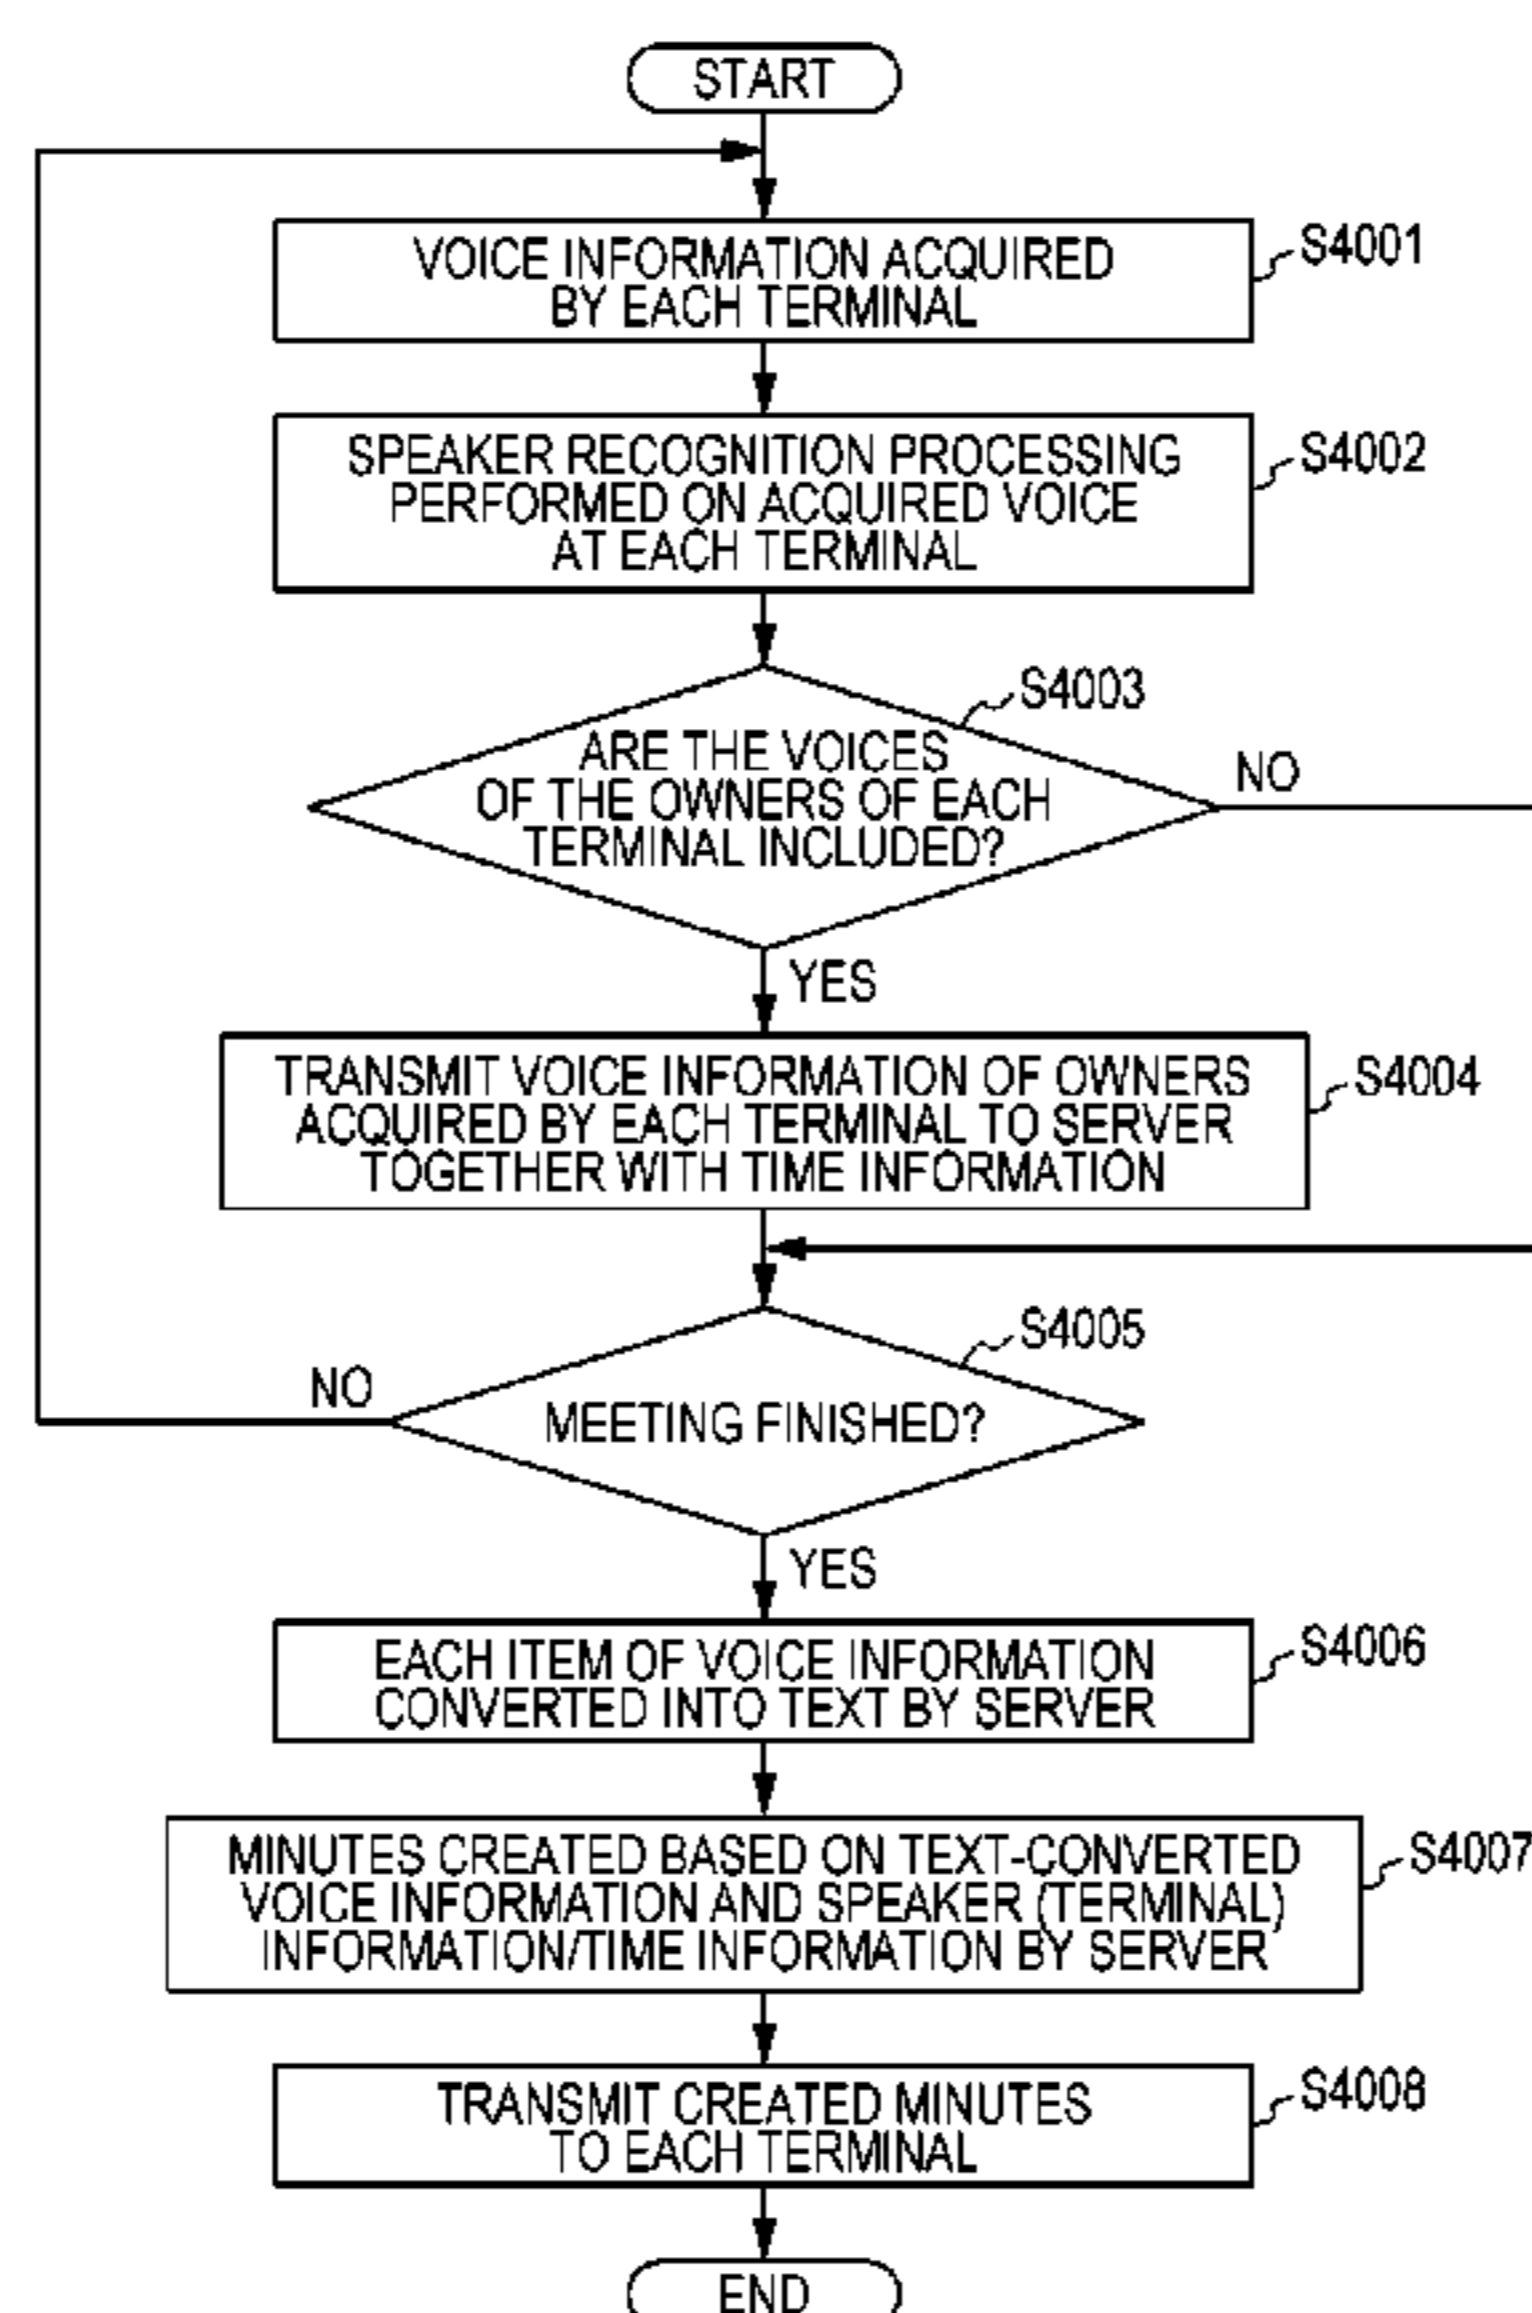 START
VOICE INFORMATION ACQUIRED
BY EACH TERMINAL
S4001
SPEAKER RECOGNITION PROCESSING
PERFORMED ON ACQUIRED VOICE
AT EACH TERMINAL
S4002
S4003
ARE THE VOICES
OF THE OWNERS OF EACH
TERMINAL INCLUDED?
NO
YES
TRANSMIT VOICE INFORMATION OF OWNERS
ACQUIRED BY EACH TERMINAL TO SERVER
TOGETHER WITH TIME INFORMATION
S4004
S4005
NO
MEETING FINISHED?
YES
EACH ITEM OF VOICE INFORMATION
CONVERTED INTO TEXT BY SERVER
S4006
MINUTES CREATED BASED ON TEXT-CONVERTED
VOICE INFORMATION AND SPEAKER (TERMINAL)
INFORMATION/TIME INFORMATION BY SERVER
S4007
TRANSMIT CREATED MINUTES
TO EACH TERMINAL
S4008
END